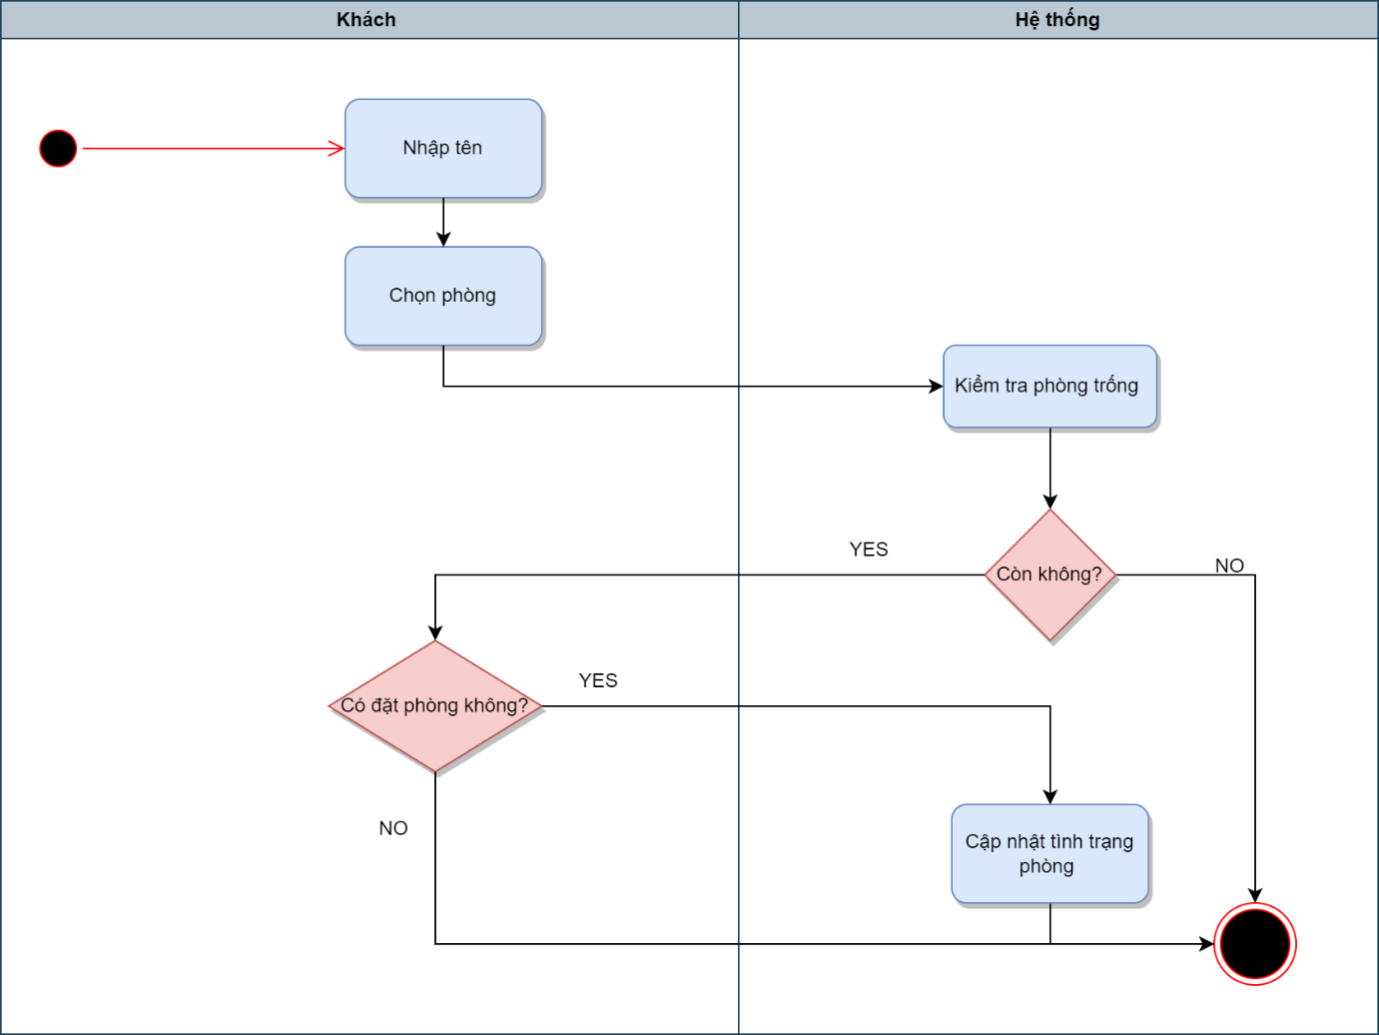 Khách
Hệ thống
Nhập tên
Chọn phòng
Kiểm tra phòng trống
YES
Còn không?
NO
YES
Có đặt phòng không?
NO
Cập nhật tình trạng
phòng